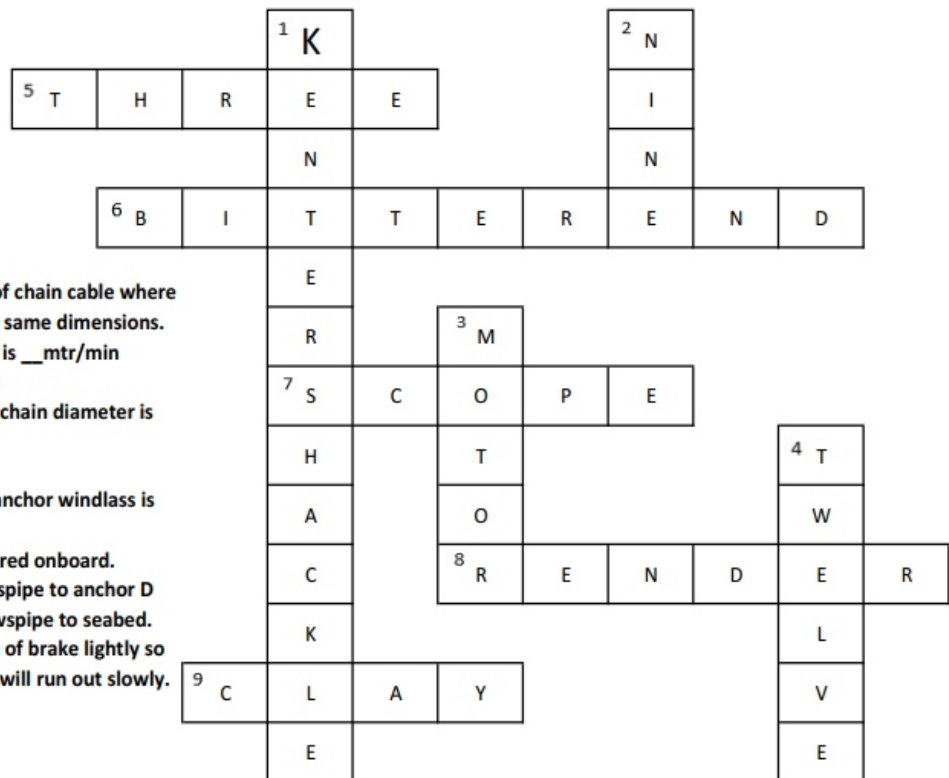 1 K 2 N
5 T H R E E I
N N
6 B I T T E R E N D
E
of chain cable where
R 3 M
same dimensions.
is __mtr/min
7 S C O P E
chain diameter is
H T 4 T
anchor windlass is
A O W
red onboard.
C 8 R E N D E R
spipe to anchor D
wspipe to seabed.
K L
of brake lightly so
will run out slowly.
9 C L A Y V
E E